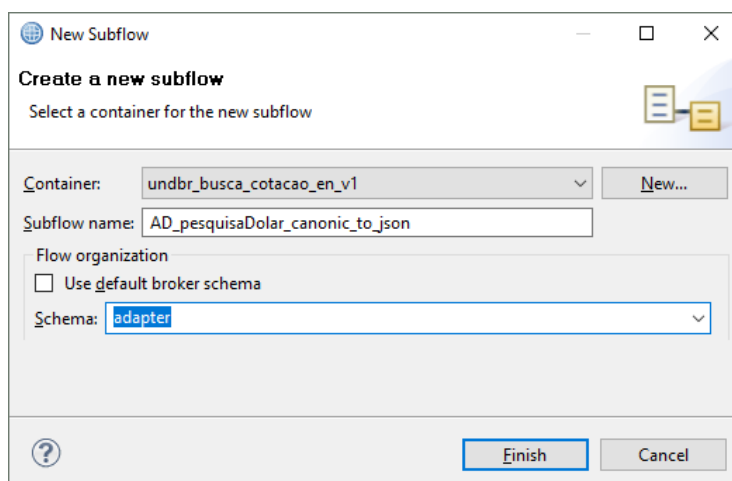 New Subflow
Create a new subflow
Select a container for the new subflow
Container: undbr_busca_cotacao_en_v1 New...
Subflow name: AD_pesquisaDolar_canonic_to_json
Flow organization
Use default broker schema
Schema: adapter
? Finish Cancel